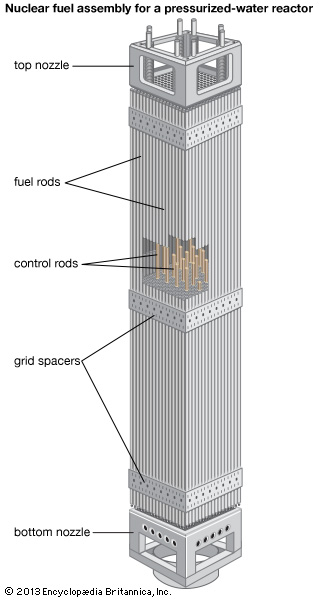 Nuclear fuel assembly for a pressurized-water reactor
top nozzle
fuel rods
control rods
grid spacers
bottom nozzle
© 2013 Encyclopædia Britannica, Inc.